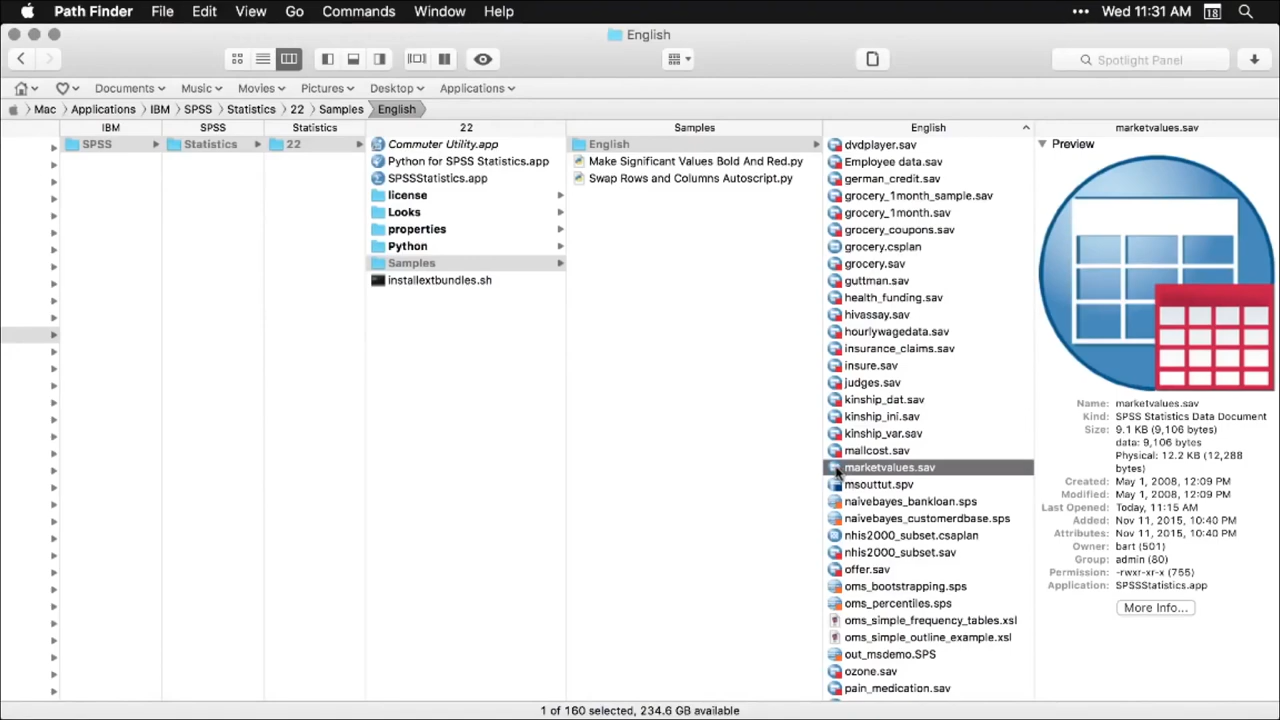 Path Finder File Edit View Go Commands Window Help ••• Wed 11:31 AM 18
English
Spotlight Panel
Documents Music Movies Pictures Desktop Applications
Mac Applications IBM SPSS Statistics 22 Samples English
IBM
SPSS
SPSS
Statistics
Statistics
22
22
Commuter Utility.app
Python for SPSS Statistics.app
SPSSStatistics.app
license
Looks
properties
Python
Samples
installextbundles.sh
Samples
English
Make Significant Values Bold And Red.py
Swap Rows and Columns Autoscript.py
English
dvdplayer.sav
Employee data.sav
german_credit.sav
grocery_1month_sample.sav
grocery_1month.sav
grocery_coupons.sav
grocery.csplan
grocery.sav
guttman.sav
health_funding.sav
hivassay.sav
hourlywagedata.sav
insurance_claims.sav
insure.sav
judges.sav
kinship_dat.sav
kinship_ini.sav
kinship_var.sav
mallcost.sav
marketvalues.sav
msouttut.spv
naivebayes_bankloan.sps
naivebayes_customerdbase.sps
nhis2000_subset.csaplan
nhis2000_subset.sav
offer.sav
oms_bootstrapping.sps
oms_percentiles.sps
oms_simple_frequency_tables.xsl
oms_simple_outline_example.xsl
out_msdemo.SPS
ozone.sav
pain_medication.sav
marketvalues.sav
Preview
Name: marketvalues.sav
Kind: SPSS Statistics Data Document
Size: 9.1 KB (9,106 bytes)
data: 9,106 bytes
Physical: 12.2 KB (12,288
bytes)
Created: May 1, 2008, 12:09 PM
Modified: May 1, 2008, 12:09 PM
Last Opened: Today, 11:15 AM
Added: Nov 11, 2015, 10:40 PM
Attributes: Nov 11, 2015, 10:40 PM
Owner: bart (501)
Group: admin (80)
Permission: -rwxr-xr-x (755)
Application: SPSSStatistics.app
More Info...
1 of 160 selected, 234.6 GB available